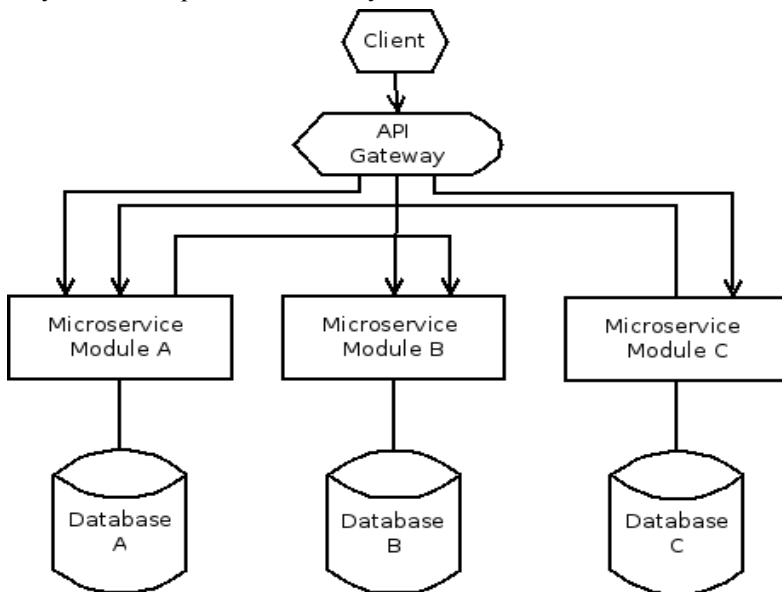 Client
API
Gateway
Microservice
Module A
Microservice
Module B
Microservice
Module C
Database
A
Database
B
Database
C